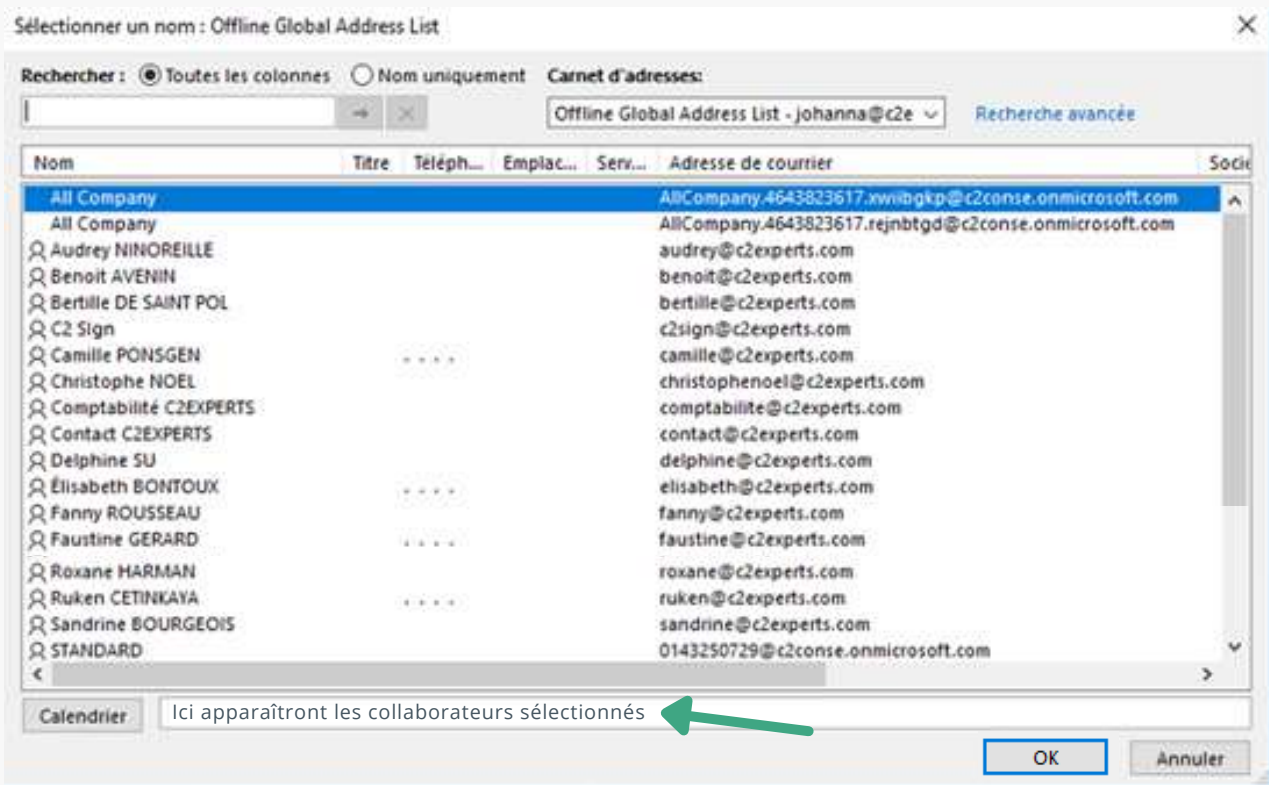 Sélectionner un nom : Offline Global Address List
Rechercher : Toutes les colonnes Nom uniquement Carnet d'adresses:
Offline Global Address List - johanna@c2e Recherche avancée
Nom Titre Téléph... Emplac... Serv... Adresse de courrier Socie
All Company AllCompany.4643823617.xwiibgkp@c2conse.onmicrosoft.com
All Company AllCompany.4643823617.rejnbtgd@c2conse.onmicrosoft.com
Audrey NINOREILLE audrey@c2experts.com
Benoit AVENIN benoit@c2experts.com
Bertille DE SAINT POL bertille@c2experts.com
C2 Sign c2sign@c2experts.com
Camille PONSGEN . . . . camille@c2experts.com
Christophe NOEL christophenoel@c2experts.com
Comptabilité C2EXPERTS comptabilite@c2experts.com
Contact C2EXPERTS contact@c2experts.com
Delphine SU delphine@c2experts.com
Élisabeth BONTOUX . . . . elisabeth@c2experts.com
Fanny ROUSSEAU fanny@c2experts.com
Faustine GERARD . . . . faustine@c2experts.com
Roxane HARMAN roxane@c2experts.com
Ruken CETINKAYA . . . . ruken@c2experts.com
Sandrine BOURGEOIS sandrine@c2experts.com
STANDARD 0143250729@c2conse.onmicrosoft.com
Calendrier Ici apparaîtront les collaborateurs sélectionnés
OK Annuler